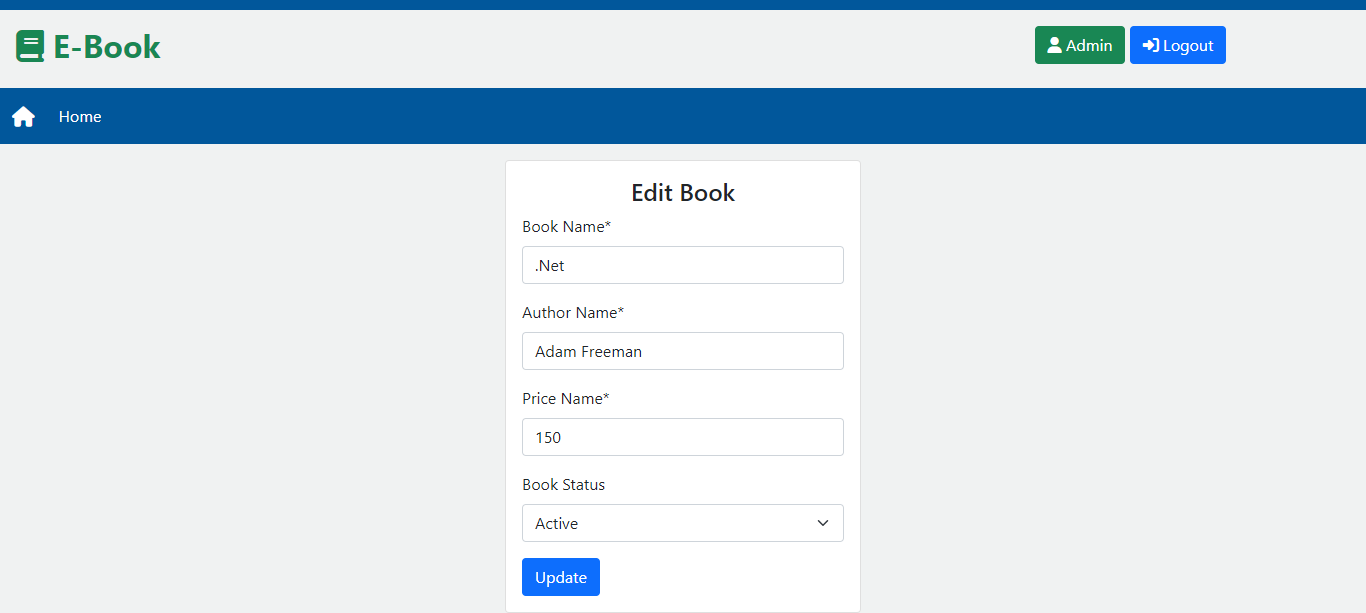 E-Book
Admin Logout
Home
Edit Book
Book Name*
.Net
Author Name*
Adam Freeman
Price Name*
150
Book Status
Active
Update